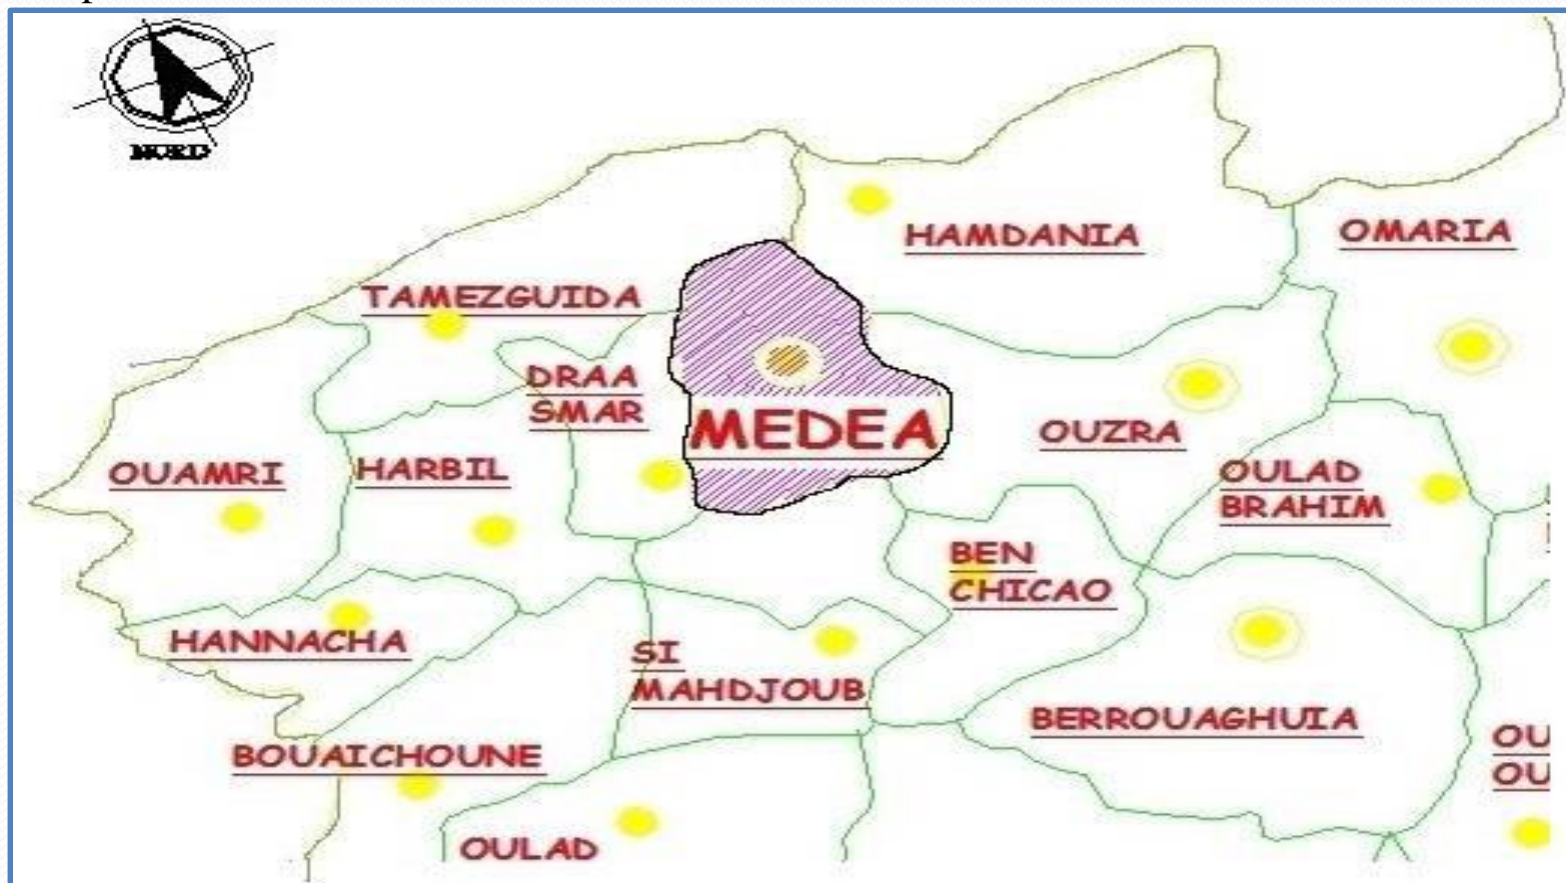 NORD
HAMDANIA
OMARIA
TAMEZGUIDA
DRAA
SMAR
MEDEA
OUZRA
OUAMRI
HARBIL
OULAD
BRAHIM
BEN
CHICAO
HANNACHA
SI
MAHDJOUB
BERROUAGHUIA
BOUAICHOUNE
OU
OU
OULAD